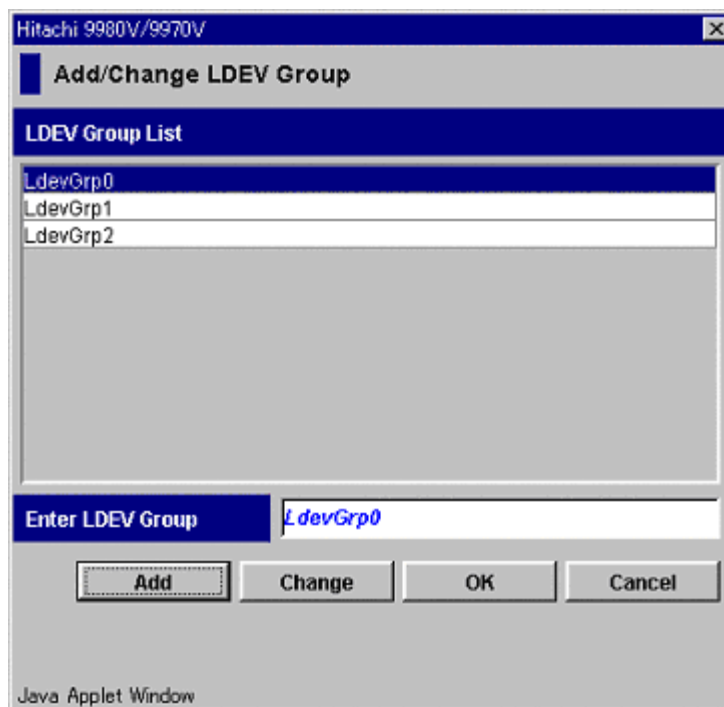 Hitachi 9980V/9970V
Add/Change LDEV Group
LDEV Group List
LdevGrp0
LdevGrp1
LdevGrp2
Enter LDEV Group
LdevGrp0
Add Change OK Cancel
Java Applet Window